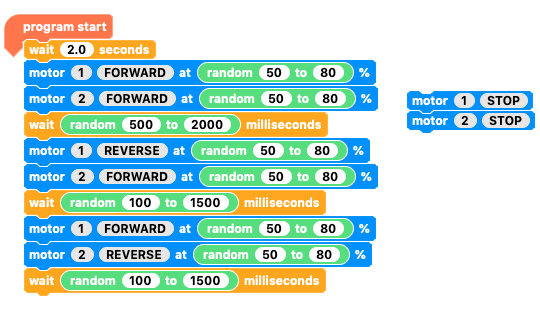 program start
wait 2.0 seconds
motor 1 FORWARD at random 50 to 80 %
motor 2 FORWARD at random 50 to 80 %
wait random 500 to 2000 milliseconds
motor 1 REVERSE at random 50 to 80 %
motor 2 FORWARD at random 50 to 80 %
wait random 100 to 1500 milliseconds
motor 1 FORWARD at random 50 to 80 %
motor 2 REVERSE at random 50 to 80 %
wait random 100 to 1500 milliseconds
motor 1 STOP
motor 2 STOP